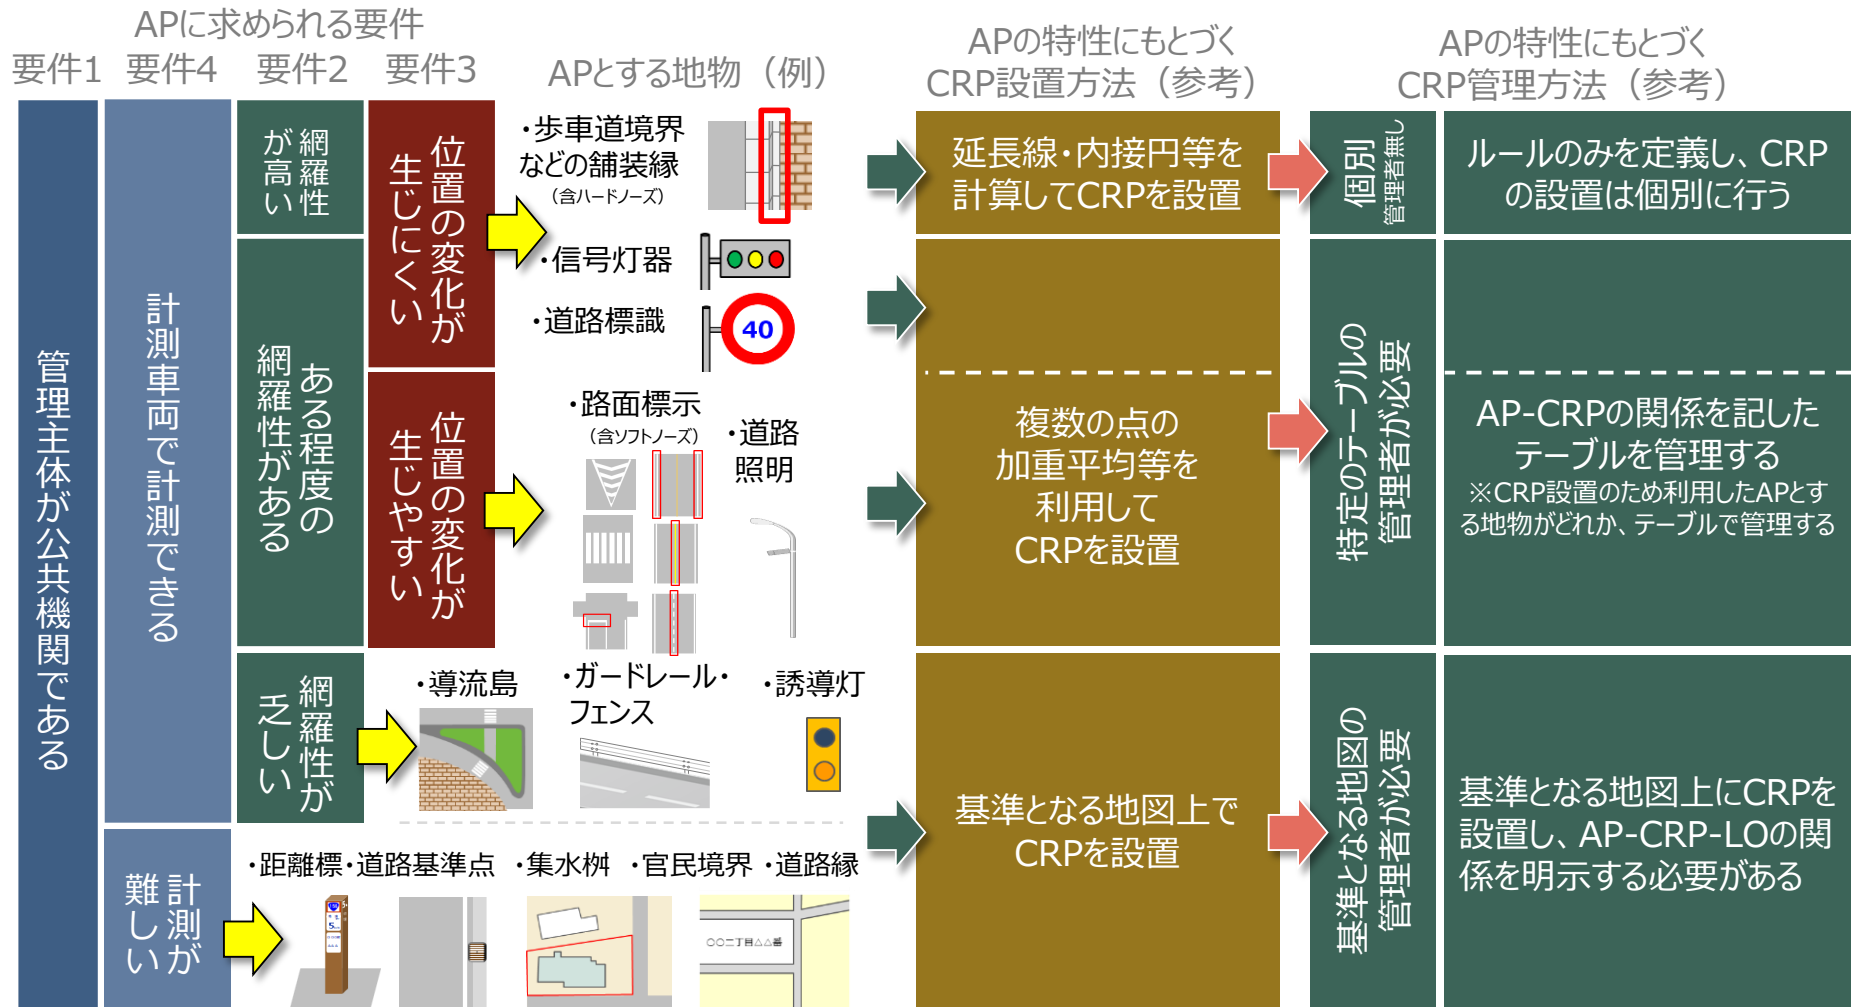 APに求められる要件
要件1
要件4
要件2
要件3
APとする地物（例）
APの特性にもとづく
CRP設置方法（参考）
APの特性にもとづく
CRP管理方法（参考）
管理主体が公共機関である
計測車両で計測できる
計測が
難しい
網羅性
が高い
ある程度の
網羅性がある
網羅性が
乏しい
位置の変化が
生じにくい
位置の変化が
生じやすい
・歩車道境界
などの舗装縁
（含ハードノーズ）
・信号灯器
・道路標識
40
・路面標示
（含ソフトノーズ）
・道路
照明
・導流島
・ガードレール・
フェンス
・誘導灯
・距離標・道路基準点
・集水桝
・官民境界
・道路縁
5
〇〇二丁目△△番
延長線・内接円等を
計算してCRPを設置
複数の点の
加重平均等を
利用して
CRPを設置
基準となる地図上で
CRPを設置
個別
管理者無し
ルールのみを定義し、CRP
の設置は個別に行う
特定のテーブルの
管理者が必要
AP-CRPの関係を記した
テーブルを管理する
※CRP設置のため利用したAPとす
る地物がどれか、テーブルで管理する
基準となる地図の
管理者が必要
基準となる地図上にCRPを
設置し、AP-CRP-LOの関
係を明示する必要がある